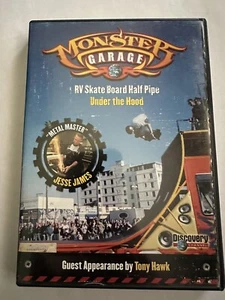 MONSTER
GARAGE
RV Skate Board Half Pipe
Under the Hood
"METAL MASTER"
JESSE JAMES
Discovery
Guest Appearance by Tony Hawk